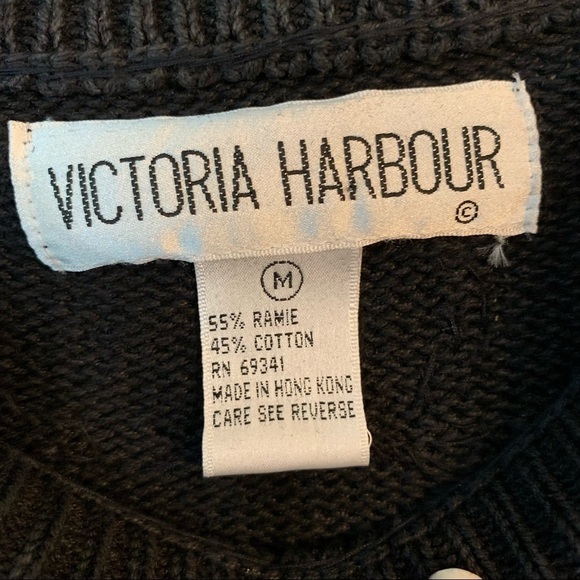 VICTORIA HARBOUR
©
M
55% RAMIE
45% COTTON
RN 69341
MADE IN HONG KONG
CARE SEE REVERSE